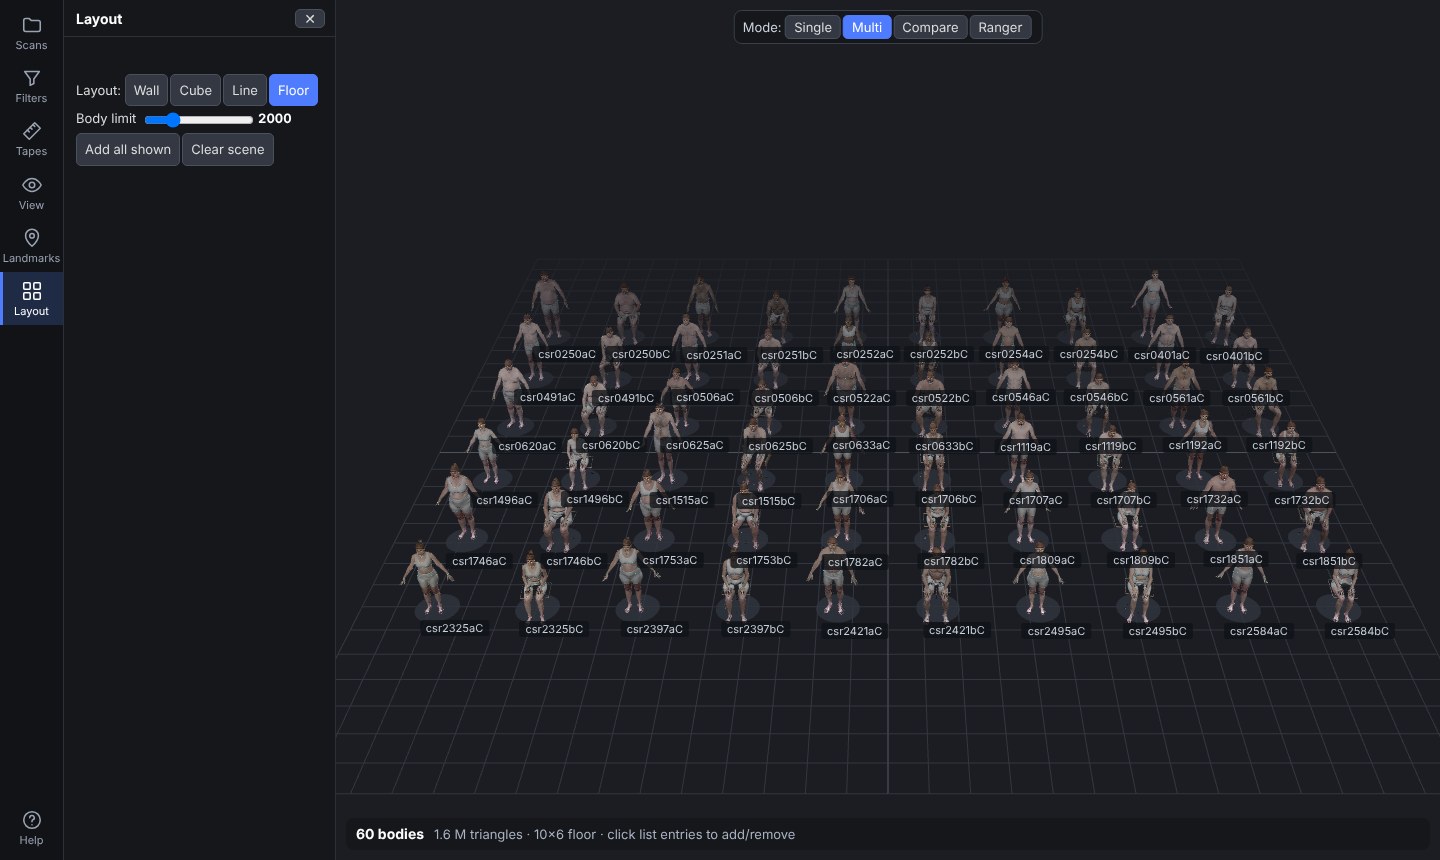 Scans
Filters
Tapes
View
Landmarks
Layout
Help
Layout
Layout: Wall Cube Line Floor
Body limit 2000
Add all shown Clear scene
Mode: Single Multi Compare Ranger
csr0250aC csr0250bC csr0251aC csr0251bC csr0252aC csr0252bC csr0254aC csr0254bC csr0401aC csr0401bC
csr0491aC csr0491bC csr0506aC csr0506bC csr0522aC csr0522bC csr0546aC csr0546bC csr0561aC csr0561bC
csr0620aC csr0620bC csr0625aC csr0625bC csr0633aC csr0633bC csr1119aC csr1119bC csr1192aC csr1192bC
csr1496aC csr1496bC csr1515aC csr1515bC csr1706aC csr1706bC csr1707aC csr1707bC csr1732aC csr1732bC
csr1746aC csr1746bC csr1753aC csr1753bC csr1782aC csr1782bC csr1809aC csr1809bC csr1851aC csr1851bC
csr2325aC csr2325bC csr2397aC csr2397bC csr2421aC csr2421bC csr2495aC csr2495bC csr2584aC csr2584bC
60 bodies 1.6 M triangles · 10×6 floor · click list entries to add/remove